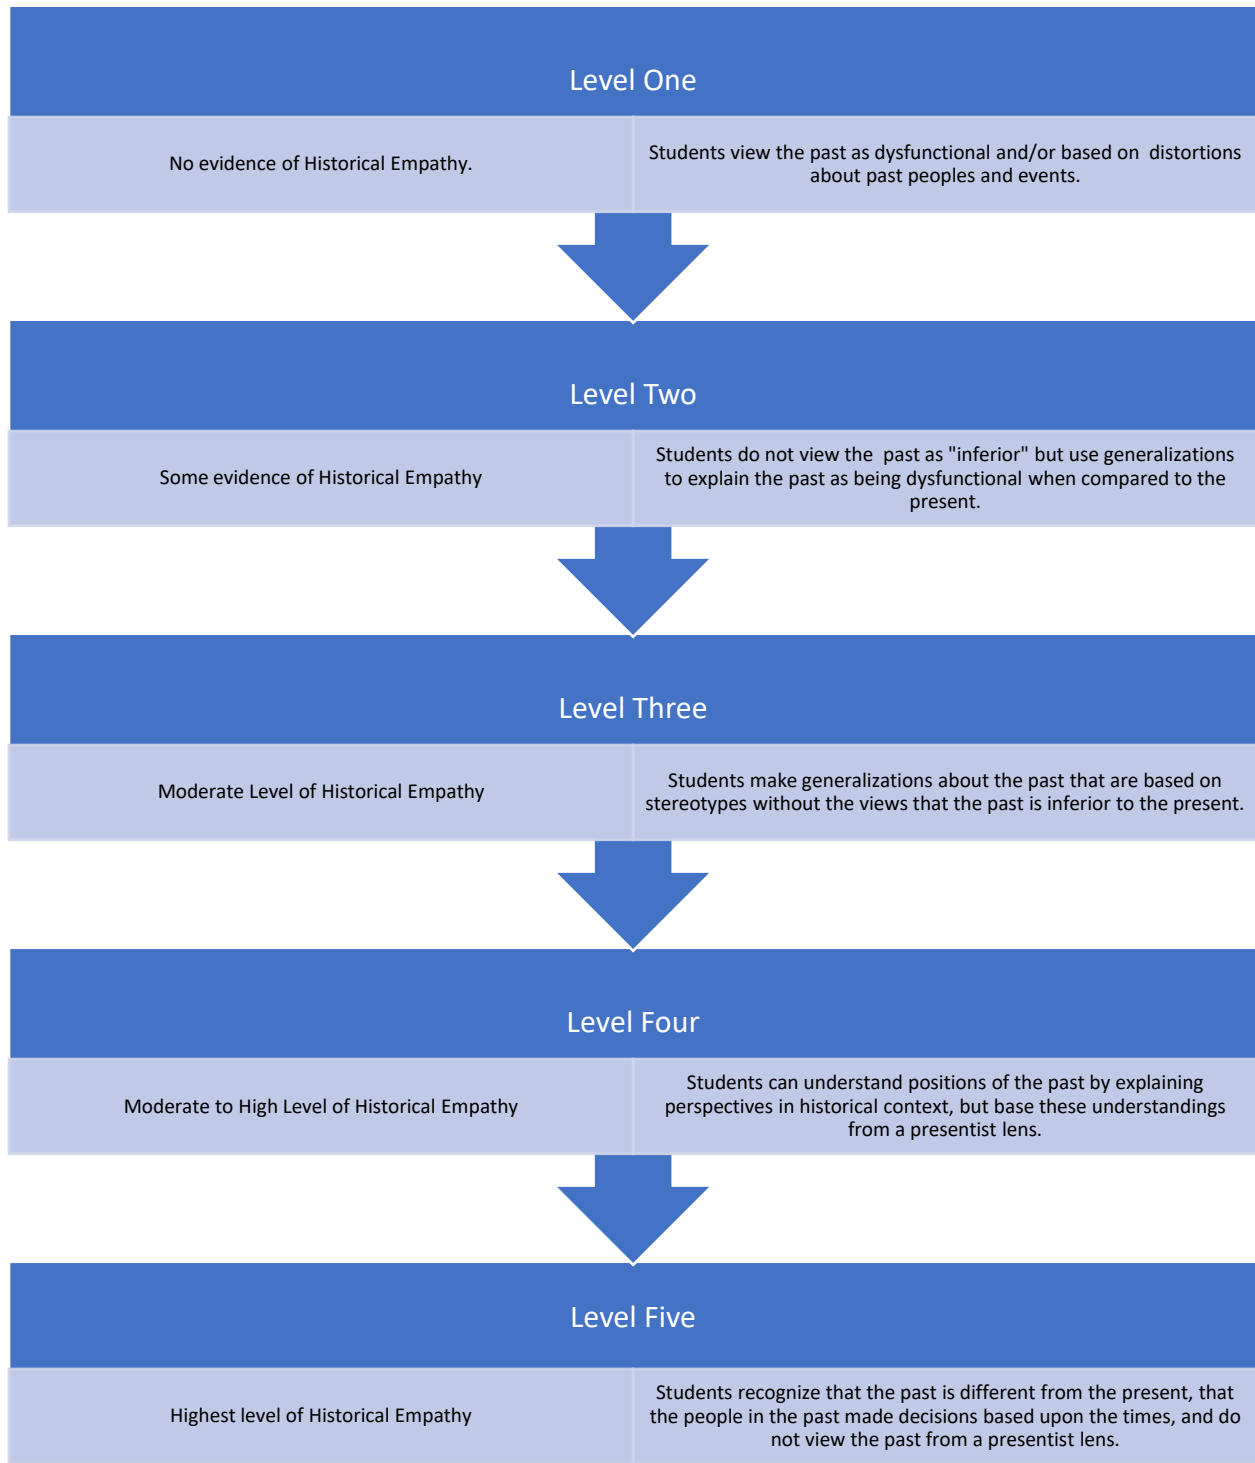 Level One
No evidence of Historical Empathy.
Students view the past as dysfunctional and/or based on  distortions
about past peoples and events.
Level Two
Some evidence of Historical Empathy
Students do not view the  past as "inferior" but use generalizations
to explain the past as being dysfunctional when compared to the
present.
Level Three
Moderate Level of Historical Empathy
Students make generalizations about the past that are based on
stereotypes without the views that the past is inferior to the present.
Level Four
Moderate to High Level of Historical Empathy
Students can understand positions of the past by explaining
perspectives in historical context, but base these understandings
from a presentist lens.
Level Five
Highest level of Historical Empathy
Students recognize that the past is different from the present, that
the people in the past made decisions based upon the times, and do
not view the past from a presentist lens.